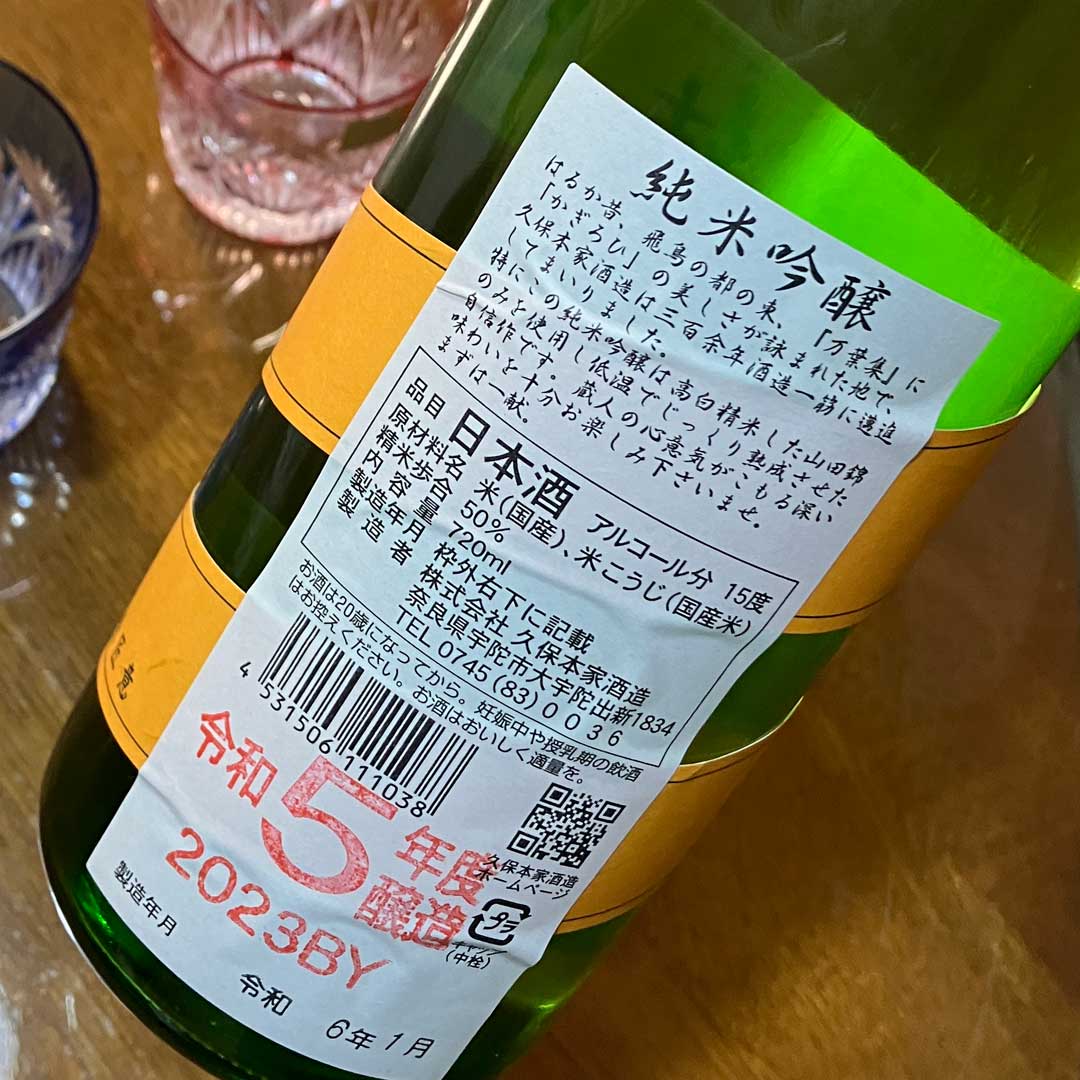 純米吟醸
はるか昔、飛鳥の都の東、「万葉集」に
「かぎろひ」の美しさが詠まれた地で、
久保本家酒造は三百余年酒造一筋に邁進
してまいりました。
特にこの純米吟醸は高白精米した山田錦
のみを使用し低温でじっくり熟成させた
自信作です。蔵人の心意気がこもる深い
味わいと十分お楽しみ下さいませ。
まずは一献。
品目 日本酒 アルコール分 15度
原材料名 米(国産)、米こうじ(国産米)
精米歩合 50%
内容量 720ml
製造年月 枠外右下に記載
製造者 株式会社 久保本家酒造
奈良県宇陀市大宇陀出新1834
TEL 0745(83)0036
お酒は20歳になってから。妊娠中や授乳期の飲酒
はお控えください。お酒はおいしく適量を。
4 531506 111038
令和5年度醸造
2023BY
久保本家酒造
ホームページ
プラ
(中栓)
製造年月
令和 6年 1月